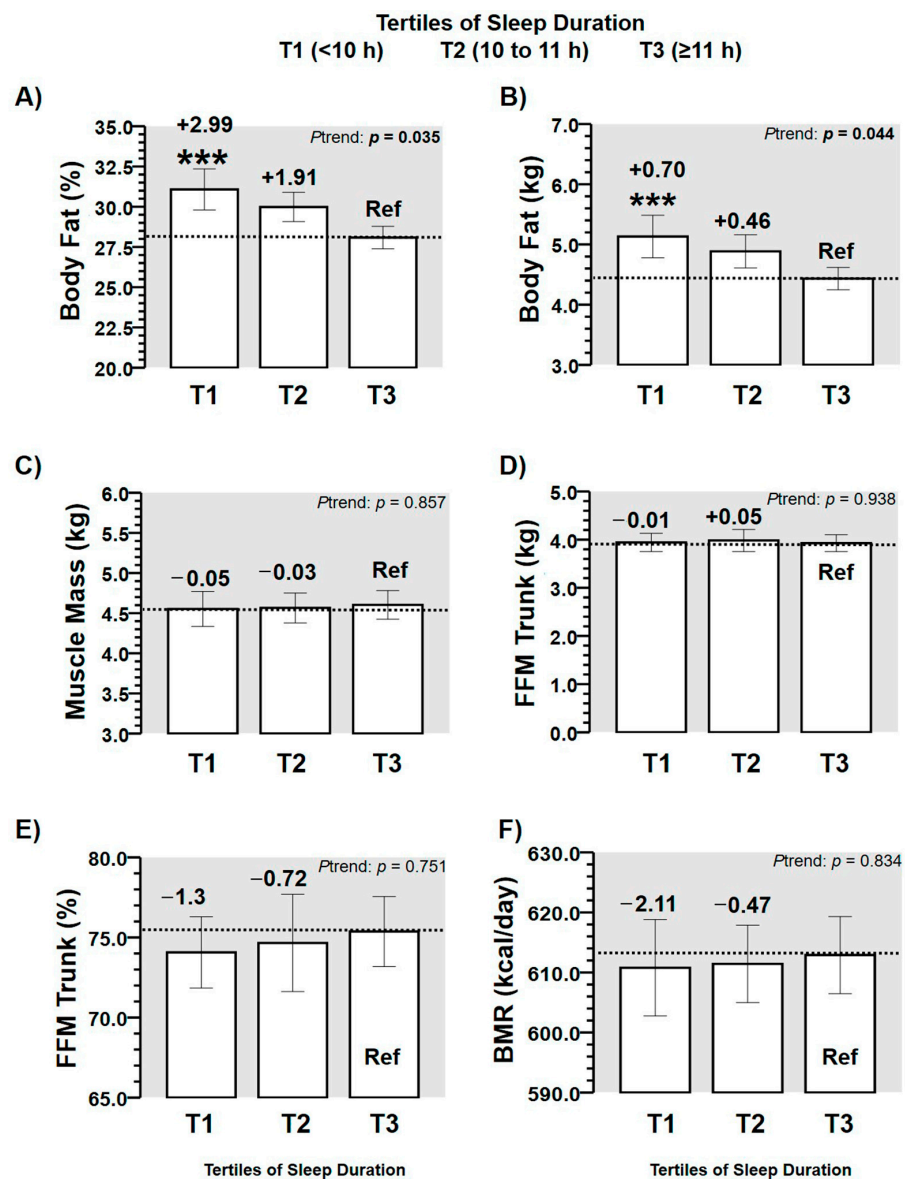 Tertiles of Sleep Duration
T1 (<10 h) T2 (10 to 11 h) T3 (≥11 h)
A)
Body Fat (%)
35.0
32.5
30.0
27.5
25.0
22.5
20.0
+2.99
***
+1.91
Ref
Ptrend: p = 0.035
T1 T2 T3
B)
Body Fat (kg)
7.0
6.0
5.0
4.0
3.0
+0.70
***
+0.46
Ref
Ptrend: p = 0.044
T1 T2 T3
C)
Muscle Mass (kg)
6.0
5.5
5.0
4.5
4.0
3.5
3.0
−0.05
−0.03
Ref
Ptrend: p = 0.857
T1 T2 T3
D)
FFM Trunk (kg)
5.0
4.0
3.0
2.0
1.0
0.0
−0.01
+0.05
Ref
Ptrend: p = 0.938
T1 T2 T3
E)
FFM Trunk (%)
80.0
75.0
70.0
65.0
−1.3
−0.72
Ref
Ptrend: p = 0.751
T1 T2 T3
Tertiles of Sleep Duration
F)
BMR (kcal/day)
630.0
620.0
610.0
600.0
590.0
−2.11
−0.47
Ref
Ptrend: p = 0.834
T1 T2 T3
Tertiles of Sleep Duration